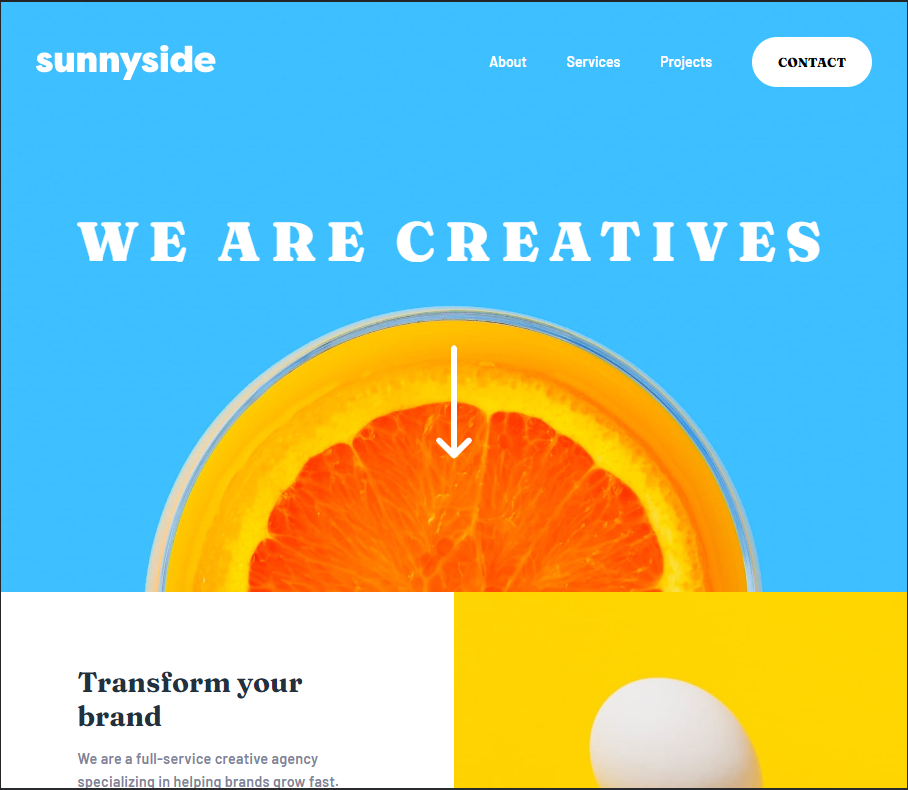 sunnyside
About Services Projects CONTACT
WE ARE CREATIVES
Transform your
brand
We are a full-service creative agency
specializing in helping brands grow fast.